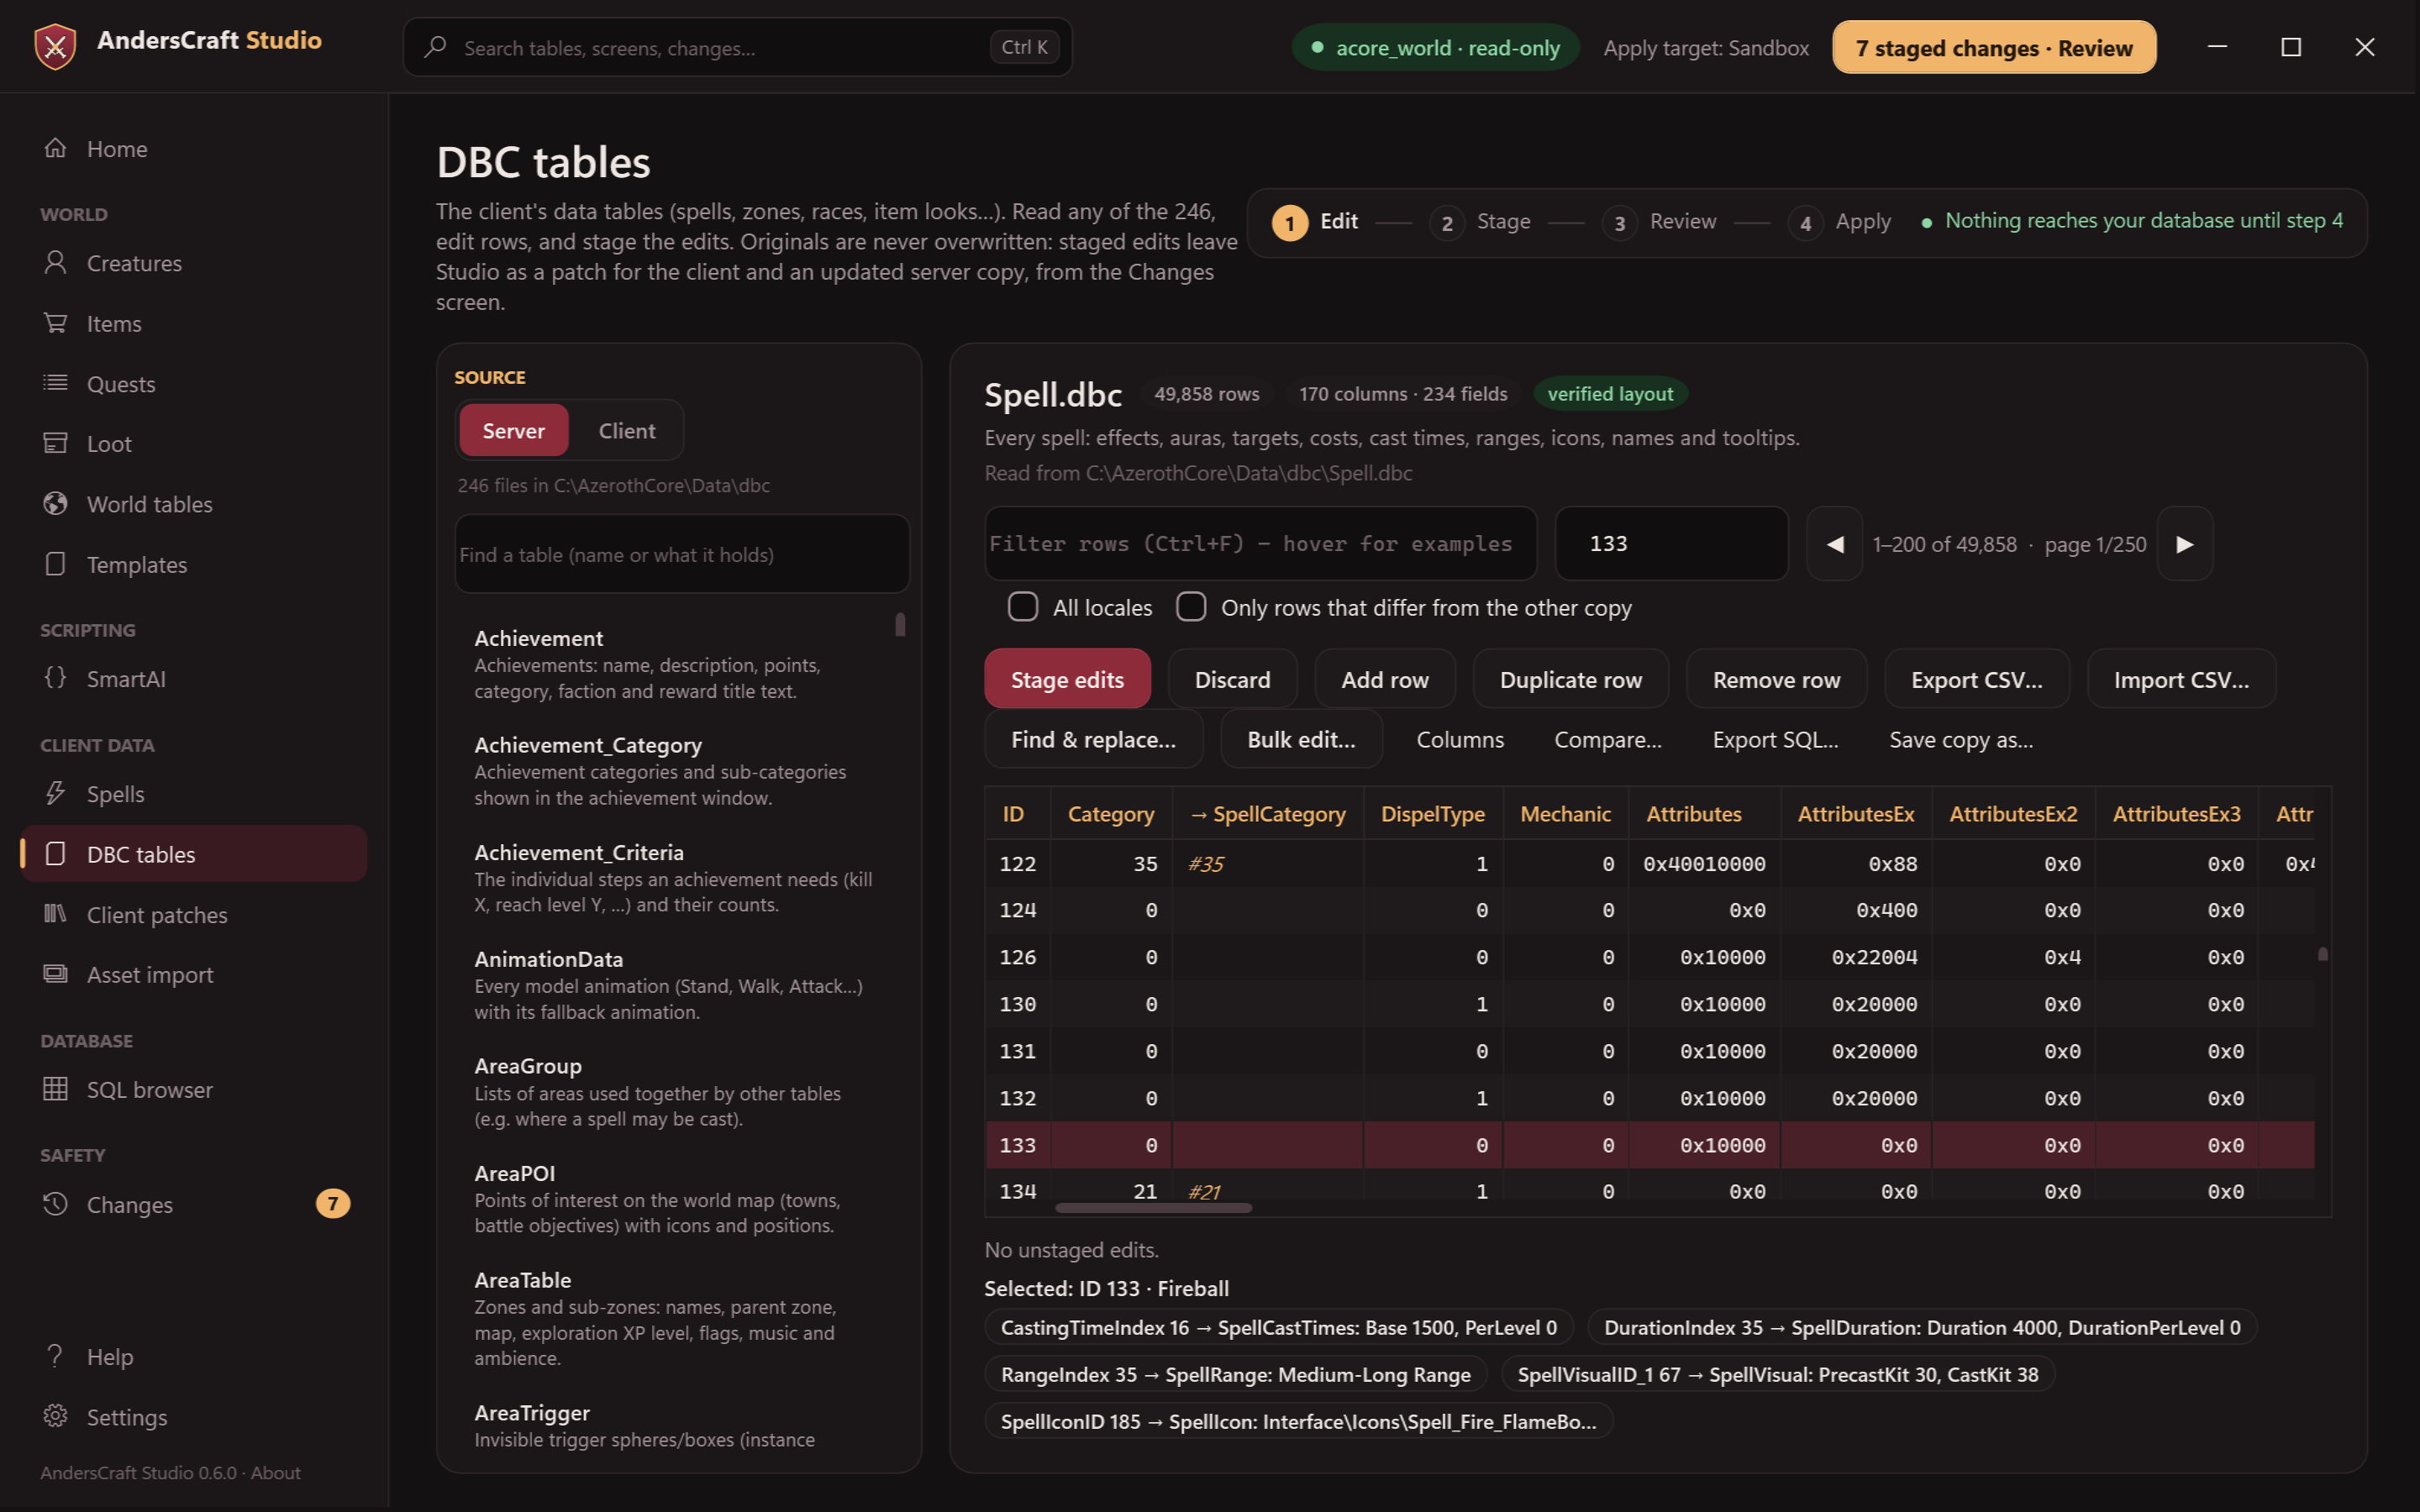 AndersCraft Studio
Search tables, screens, changes...
Ctrl K
acore_world · read-only
Apply target: Sandbox
7 staged changes · Review
Home
WORLD
Creatures
Items
Quests
Loot
World tables
Templates
SCRIPTING
SmartAI
CLIENT DATA
Spells
DBC tables
Client patches
Asset import
DATABASE
SQL browser
SAFETY
Changes
7
Help
Settings
AndersCraft Studio 0.6.0 · About
DBC tables
The client's data tables (spells, zones, races, item looks...). Read any of the 246,
edit rows, and stage the edits. Originals are never overwritten: staged edits leave
Studio as a patch for the client and an updated server copy, from the Changes
screen.
1 Edit
2 Stage
3 Review
4 Apply
Nothing reaches your database until step 4
SOURCE
Server
Client
246 files in C:\AzerothCore\Data\dbc
Find a table (name or what it holds)
Achievement
Achievements: name, description, points,
category, faction and reward title text.
Achievement_Category
Achievement categories and sub-categories
shown in the achievement window.
Achievement_Criteria
The individual steps an achievement needs (kill
X, reach level Y, ...) and their counts.
AnimationData
Every model animation (Stand, Walk, Attack...)
with its fallback animation.
AreaGroup
Lists of areas used together by other tables
(e.g. where a spell may be cast).
AreaPOI
Points of interest on the world map (towns,
battle objectives) with icons and positions.
AreaTable
Zones and sub-zones: names, parent zone,
map, exploration XP level, flags, music and
ambience.
AreaTrigger
Invisible trigger spheres/boxes (instance
Spell.dbc
49,858 rows
170 columns · 234 fields
verified layout
Every spell: effects, auras, targets, costs, cast times, ranges, icons, names and tooltips.
Read from C:\AzerothCore\Data\dbc\Spell.dbc
Filter rows (Ctrl+F) — hover for examples
133
◀ 1–200 of 49,858 · page 1/250 ▶
All locales
Only rows that differ from the other copy
Stage edits
Discard
Add row
Duplicate row
Remove row
Export CSV...
Import CSV...
Find & replace...
Bulk edit...
Columns
Compare...
Export SQL...
Save copy as...
ID Category → SpellCategory DispelType Mechanic Attributes AttributesEx AttributesEx2 AttributesEx3 Attr
122 35 #35 1 0 0x40010000 0x88 0x0 0x0 0x4
124 0 0 0 0x0 0x400 0x0 0x0
126 0 0 0 0x10000 0x22004 0x4 0x0
130 0 1 0 0x10000 0x20000 0x0 0x0
131 0 0 0 0x10000 0x20000 0x0 0x0
132 0 1 0 0x10000 0x20000 0x0 0x0
133 0 0 0 0x10000 0x0 0x0 0x0
134 21 #21 1 0 0x0 0x0 0x0 0x0
No unstaged edits.
Selected: ID 133 · Fireball
CastingTimeIndex 16 → SpellCastTimes: Base 1500, PerLevel 0
DurationIndex 35 → SpellDuration: Duration 4000, DurationPerLevel 0
RangeIndex 35 → SpellRange: Medium-Long Range
SpellVisualID_1 67 → SpellVisual: PrecastKit 30, CastKit 38
SpellIconID 185 → SpellIcon: Interface\Icons\Spell_Fire_FlameBo...